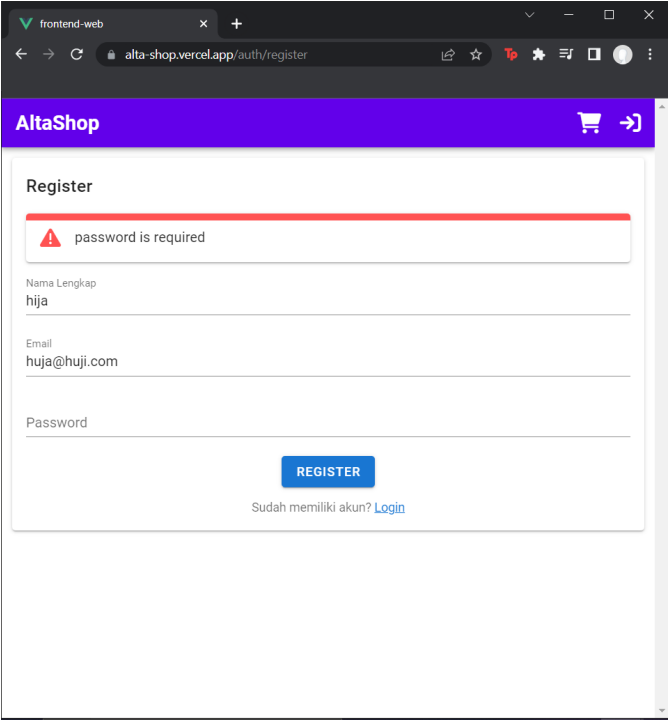 frontend-web
alta-shop.vercel.app/auth/register
Tp
AltaShop
Register
password is required
Nama Lengkap
hija
Email
huja@huji.com
Password
REGISTER
Sudah memiliki akun? Login